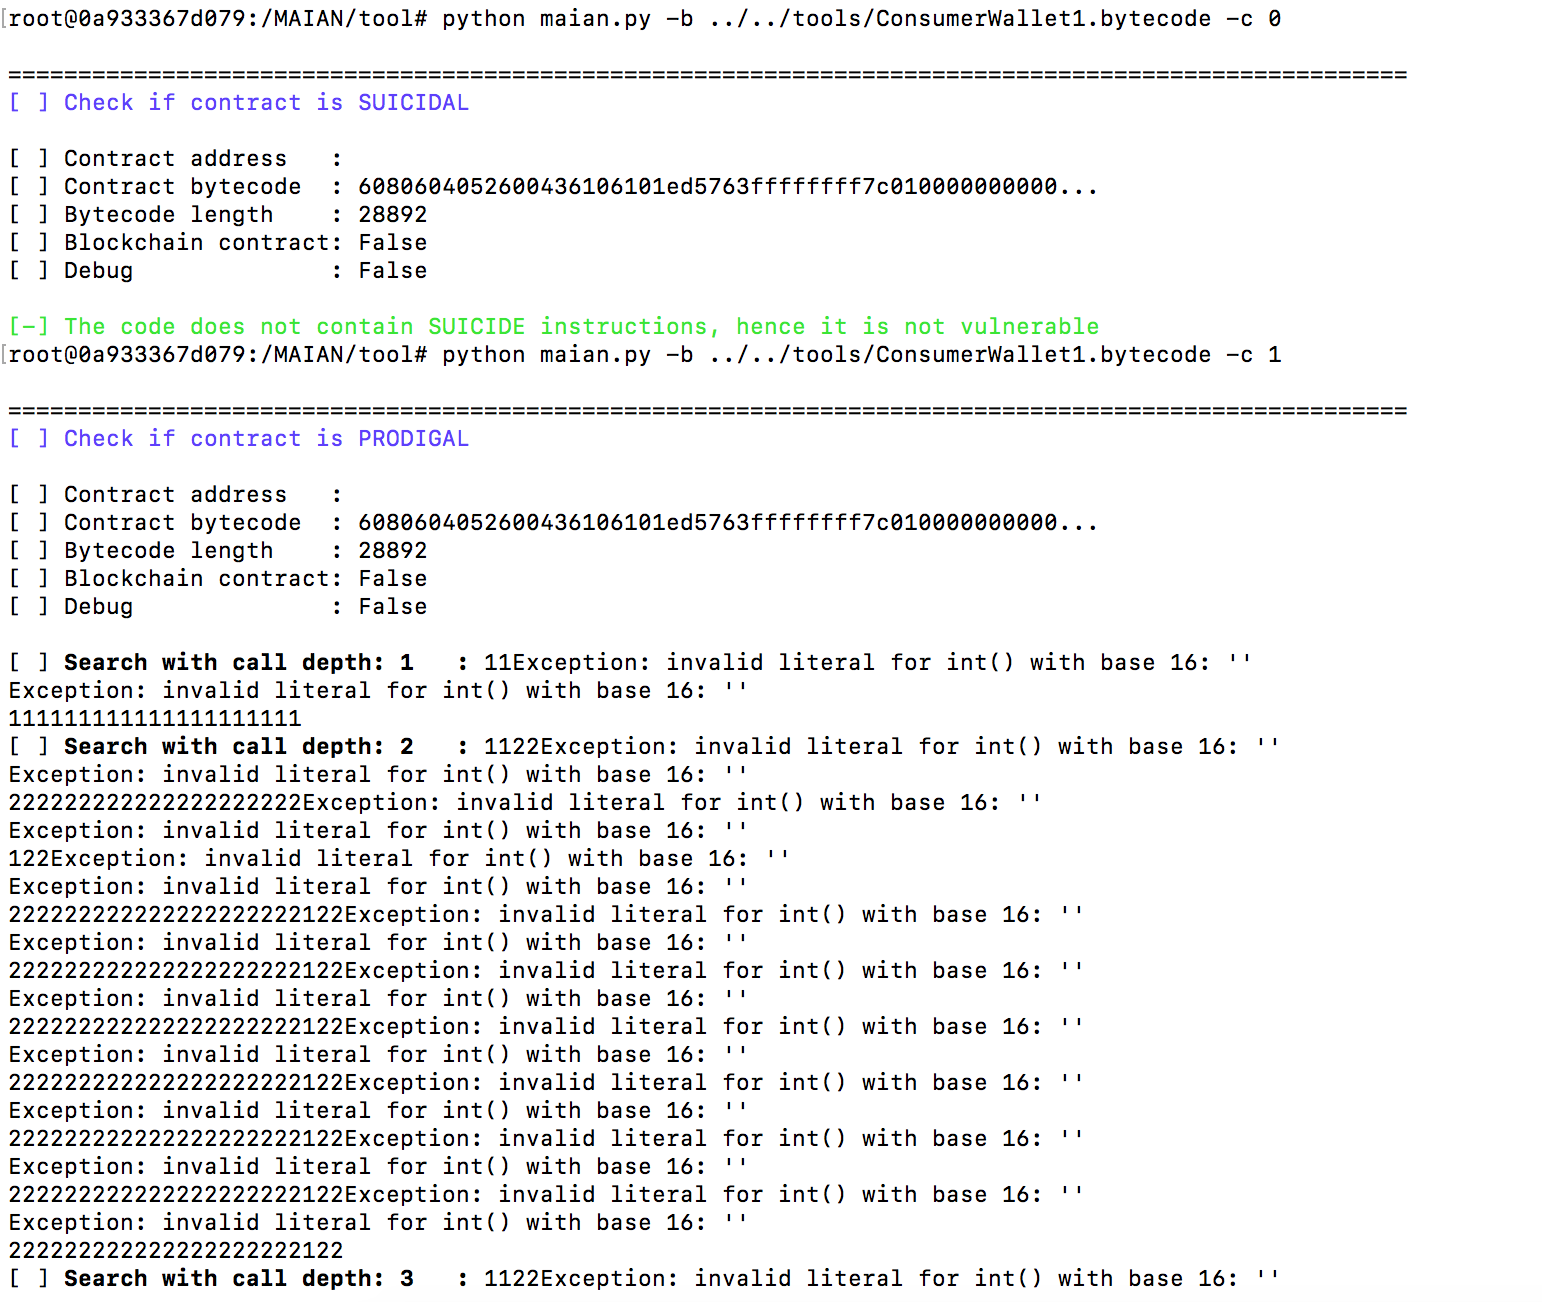 [root@0a933367d079:/MAIAN/tool# python maian.py -b ../../tools/ConsumerWallet1.bytecode -c 0
====================================================================================================
[ ] Check if contract is SUICIDAL
[ ] Contract address   :
[ ] Contract bytecode  : 6080604052600436106101ed5763ffffffff7c010000000000...
[ ] Bytecode length    : 28892
[ ] Blockchain contract: False
[ ] Debug              : False
[-] The code does not contain SUICIDE instructions, hence it is not vulnerable
[root@0a933367d079:/MAIAN/tool# python maian.py -b ../../tools/ConsumerWallet1.bytecode -c 1
====================================================================================================
[ ] Check if contract is PRODIGAL
[ ] Contract address   :
[ ] Contract bytecode  : 6080604052600436106101ed5763ffffffff7c010000000000...
[ ] Bytecode length    : 28892
[ ] Blockchain contract: False
[ ] Debug              : False
[ ] Search with call depth: 1   : 11Exception: invalid literal for int() with base 16: ''
Exception: invalid literal for int() with base 16: ''
111111111111111111111
[ ] Search with call depth: 2   : 1122Exception: invalid literal for int() with base 16: ''
Exception: invalid literal for int() with base 16: ''
222222222222222222222Exception: invalid literal for int() with base 16: ''
Exception: invalid literal for int() with base 16: ''
122Exception: invalid literal for int() with base 16: ''
Exception: invalid literal for int() with base 16: ''
222222222222222222222122Exception: invalid literal for int() with base 16: ''
Exception: invalid literal for int() with base 16: ''
222222222222222222222122Exception: invalid literal for int() with base 16: ''
Exception: invalid literal for int() with base 16: ''
222222222222222222222122Exception: invalid literal for int() with base 16: ''
Exception: invalid literal for int() with base 16: ''
222222222222222222222122Exception: invalid literal for int() with base 16: ''
Exception: invalid literal for int() with base 16: ''
222222222222222222222122Exception: invalid literal for int() with base 16: ''
Exception: invalid literal for int() with base 16: ''
222222222222222222222122Exception: invalid literal for int() with base 16: ''
Exception: invalid literal for int() with base 16: ''
222222222222222222222122
[ ] Search with call depth: 3   : 1122Exception: invalid literal for int() with base 16: ''